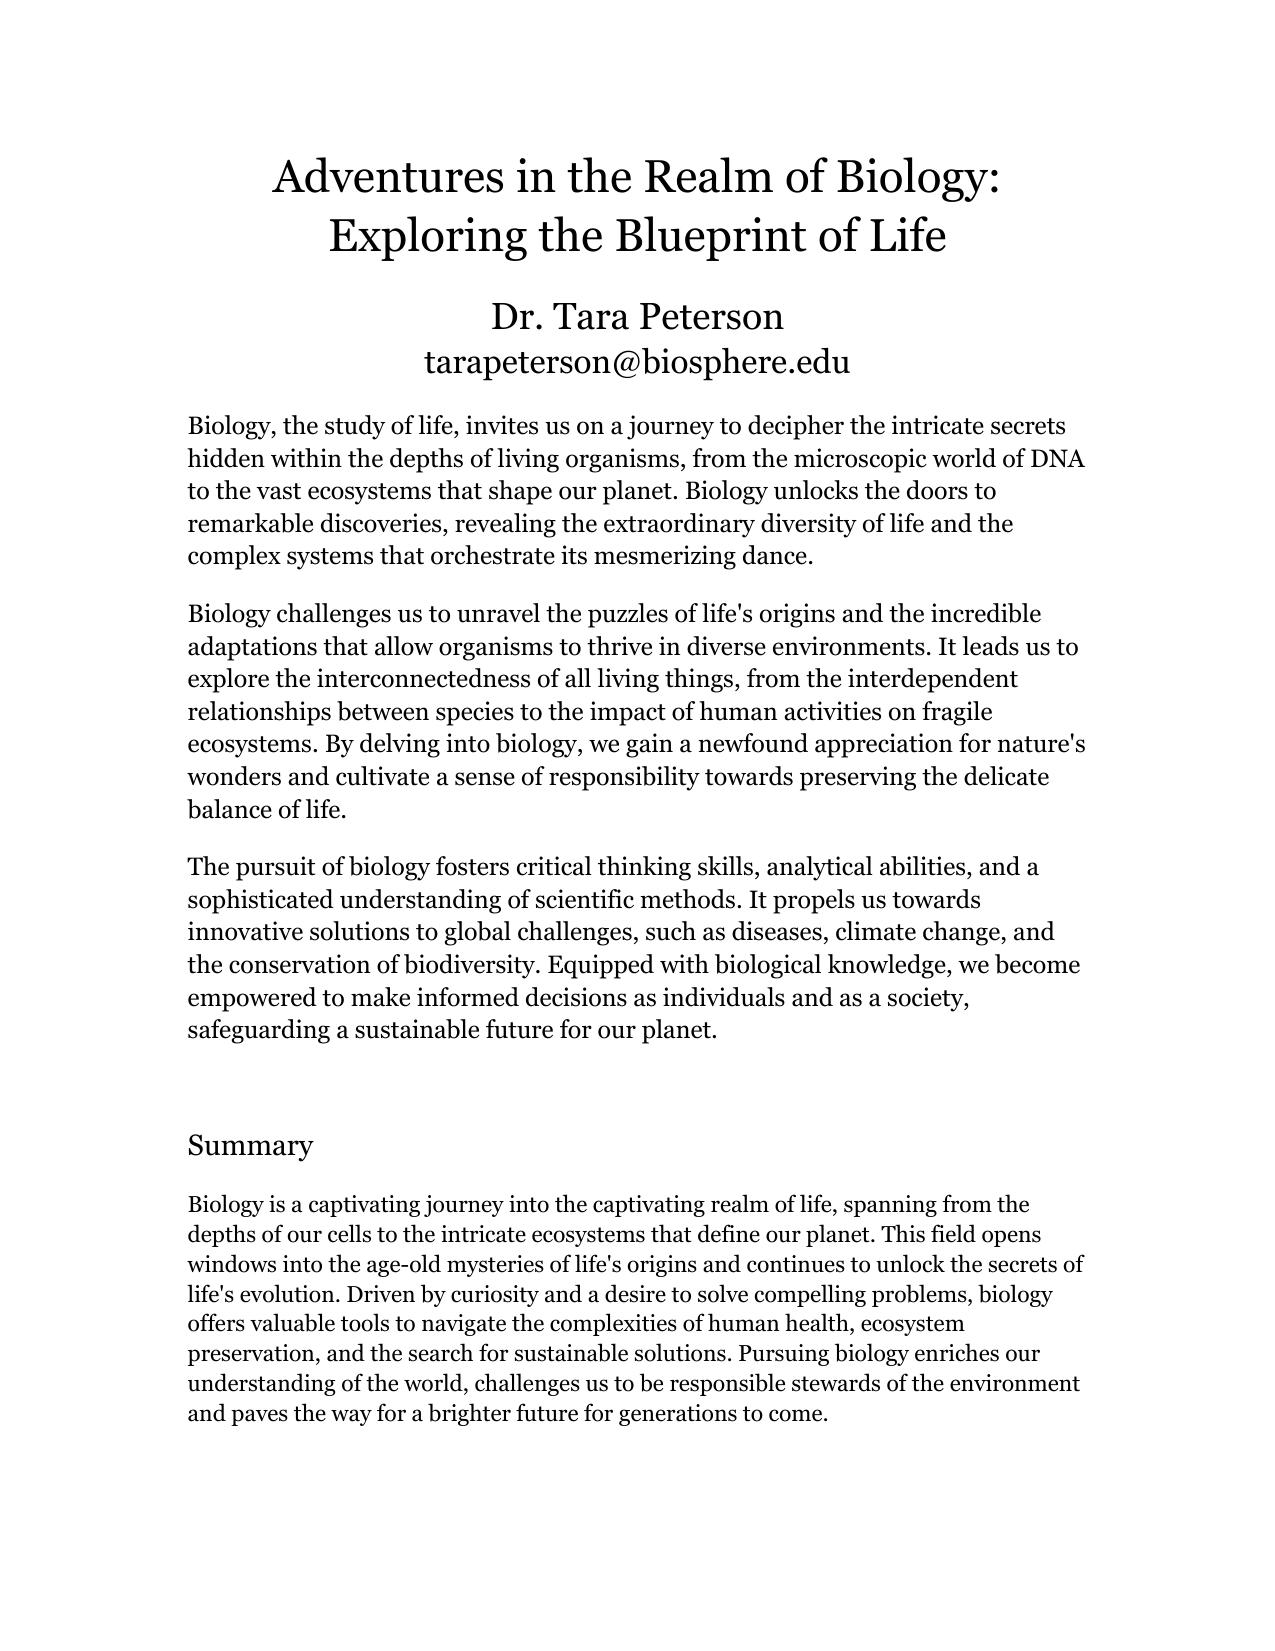 Adventures in the Realm of Biology:
Exploring the Blueprint of Life
Dr. Tara Peterson
tarapeterson@biosphere.edu
Biology, the study of life, invites us on a journey to decipher the intricate secrets
hidden within the depths of living organisms, from the microscopic world of DNA
to the vast ecosystems that shape our planet. Biology unlocks the doors to
remarkable discoveries, revealing the extraordinary diversity of life and the
complex systems that orchestrate its mesmerizing dance.
Biology challenges us to unravel the puzzles of life's origins and the incredible
adaptations that allow organisms to thrive in diverse environments. It leads us to
explore the interconnectedness of all living things, from the interdependent
relationships between species to the impact of human activities on fragile
ecosystems. By delving into biology, we gain a newfound appreciation for nature's
wonders and cultivate a sense of responsibility towards preserving the delicate
balance of life.
The pursuit of biology fosters critical thinking skills, analytical abilities, and a
sophisticated understanding of scientific methods. It propels us towards
innovative solutions to global challenges, such as diseases, climate change, and
the conservation of biodiversity. Equipped with biological knowledge, we become
empowered to make informed decisions as individuals and as a society,
safeguarding a sustainable future for our planet.
Summary
Biology is a captivating journey into the captivating realm of life, spanning from the
depths of our cells to the intricate ecosystems that define our planet. This field opens
windows into the age-old mysteries of life's origins and continues to unlock the secrets of
life's evolution. Driven by curiosity and a desire to solve compelling problems, biology
offers valuable tools to navigate the complexities of human health, ecosystem
preservation, and the search for sustainable solutions. Pursuing biology enriches our
understanding of the world, challenges us to be responsible stewards of the environment
and paves the way for a brighter future for generations to come.